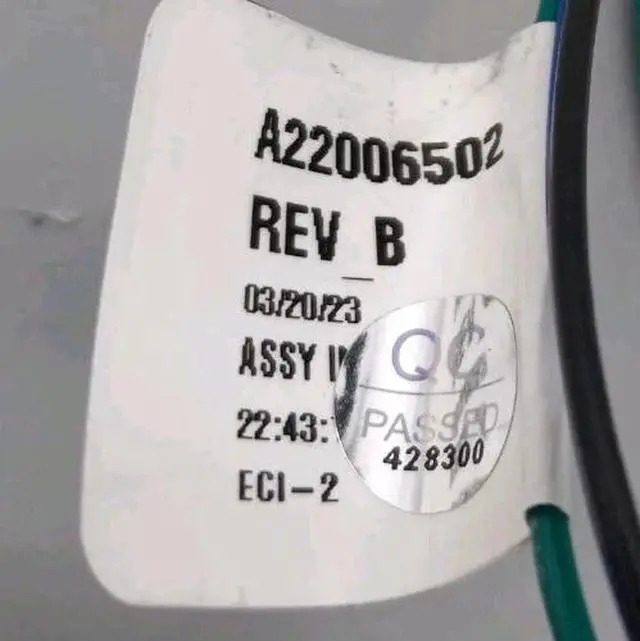 A22006502
REV_B
03/20/23
ASSY
22:43:
ECI-2
QC
PASSED
428300